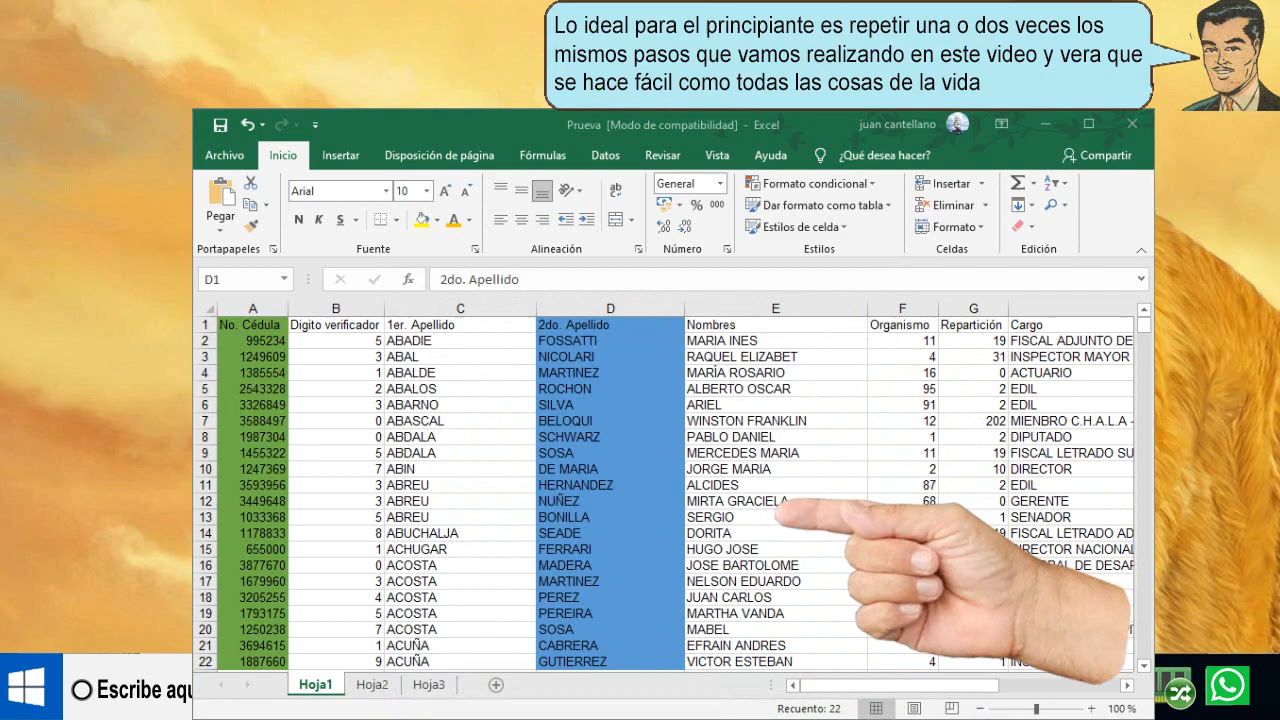 Lo ideal para el principiante es repetir una o dos veces los
mismos pasos que vamos realizando en este video y vera que
se hace fácil como todas las cosas de la vida
Prueva [Modo de compatibilidad] - Excel
juan cantellano
Archivo Inicio Insertar Disposición de página Fórmulas Datos Revisar Vista Ayuda ¿Qué desea hacer? Compartir
Pegar
Arial 10
General
N K S
% 000
Formato condicional
Dar formato como tabla
Estilos de celda
Insertar
Eliminar
Formato
Portapapeles Fuente Alineación Número Estilos Celdas Edición
D1 fx 2do. Apellido
A B C D E F G
1 No. Cédula Digito verificador 1er. Apellido 2do. Apellido Nombres Organismo Repartición Cargo
2 995234 5 ABADIE FOSSATTI MARIA INES 11 19 FISCAL ADJUNTO DE
3 1249609 3 ABAL NICOLARI RAQUEL ELIZABET 4 31 INSPECTOR MAYOR
4 1385554 1 ABALDE MARTINEZ MARÍA ROSARIO 16 0 ACTUARIO
5 2543328 2 ABALOS ROCHON ALBERTO OSCAR 95 2 EDIL
6 3326849 3 ABARNO SILVA ARIEL 91 2 EDIL
7 3588497 0 ABASCAL BELOQUI WINSTON FRANKLIN 12 202 MIENBRO C.H.A.L.A -
8 1987304 0 ABDALA SCHWARZ PABLO DANIEL 1 2 DIPUTADO
9 1455322 5 ABDALA SOSA MERCEDES MARIA 11 19 FISCAL LETRADO SU
10 1247369 7 ABIN DE MARIA JORGE MARIA 2 10 DIRECTOR
11 3593956 3 ABREU HERNANDEZ ALCIDES 87 2 EDIL
12 3449648 3 ABREU NUÑEZ MIRTA GRACIELA 68 0 GERENTE
13 1033368 5 ABREU BONILLA SERGIO 1 SENADOR
14 1178833 8 ABUCHALJA SEADE DORITA FISCAL LETRADO AD
15 655000 1 ACHUGAR FERRARI HUGO JOSE NACIONAL
16 3877670 0 ACOSTA MADERA JOSE BARTOLOME DE DESAR
17 1679960 3 ACOSTA MARTINEZ NELSON EDUARDO
18 3205255 4 ACOSTA PEREZ JUAN CARLOS
19 1793175 5 ACOSTA PEREIRA MARTHA VANDA
20 1250238 7 ACOSTA SOSA MABEL
21 3694615 1 ACUÑA CABRERA EFRAIN ANDRES
22 1887660 9 ACUÑA GUTIERREZ VICTOR ESTEBAN 4 1
Hoja1 Hoja2 Hoja3
Escribe aqu
Recuento: 22 100 %